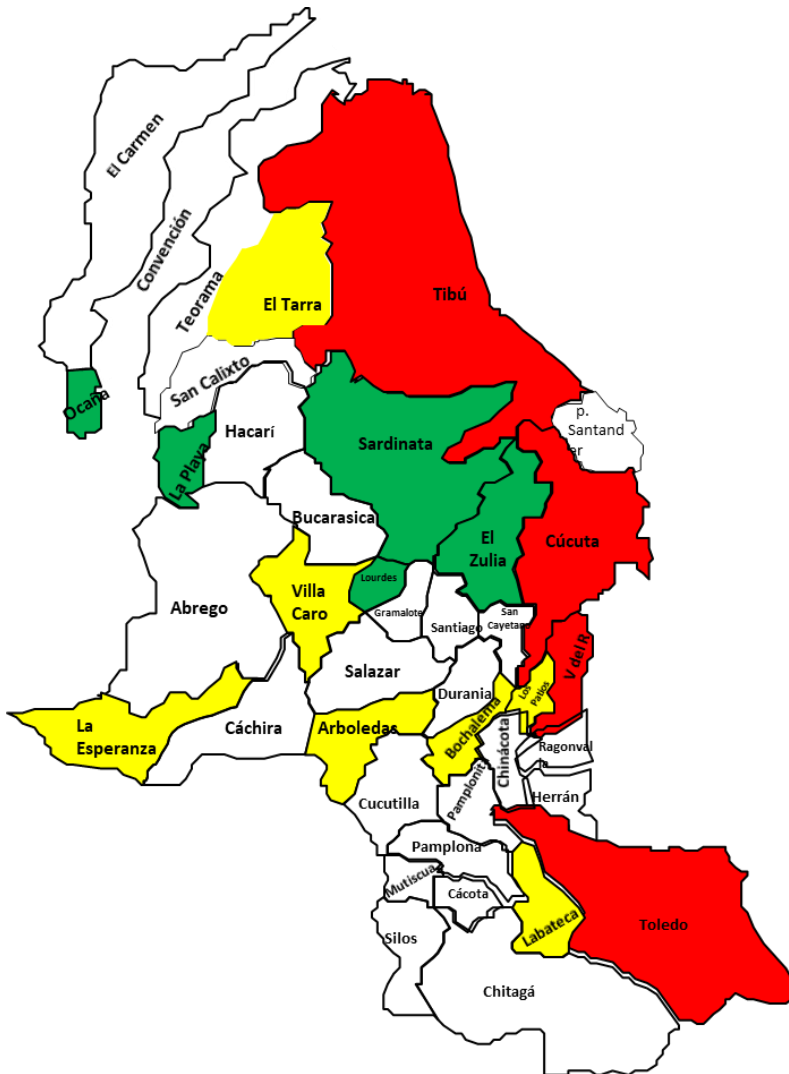 El Carmen
Convención
Teorama
El Tarra
Tibú
San Calixto
Ocaña
La Playa
Hacarí
Sardinata
p.
Santand
er
Bucarasica
El
Zulia
Cúcuta
Abrego
Villa
Caro
Lourdes
Gramalote
Santiago
San
Cayetano
V del R
Salazar
Durania
Los
Patios
La
Esperanza
Cáchira
Arboledas
Bochalema
Chinácota
Ragonval
Cucutilla
Pamplonita
Herrán
Pamplona
Mutiscua
Cácota
Labateca
Toledo
Silos
Chitagá